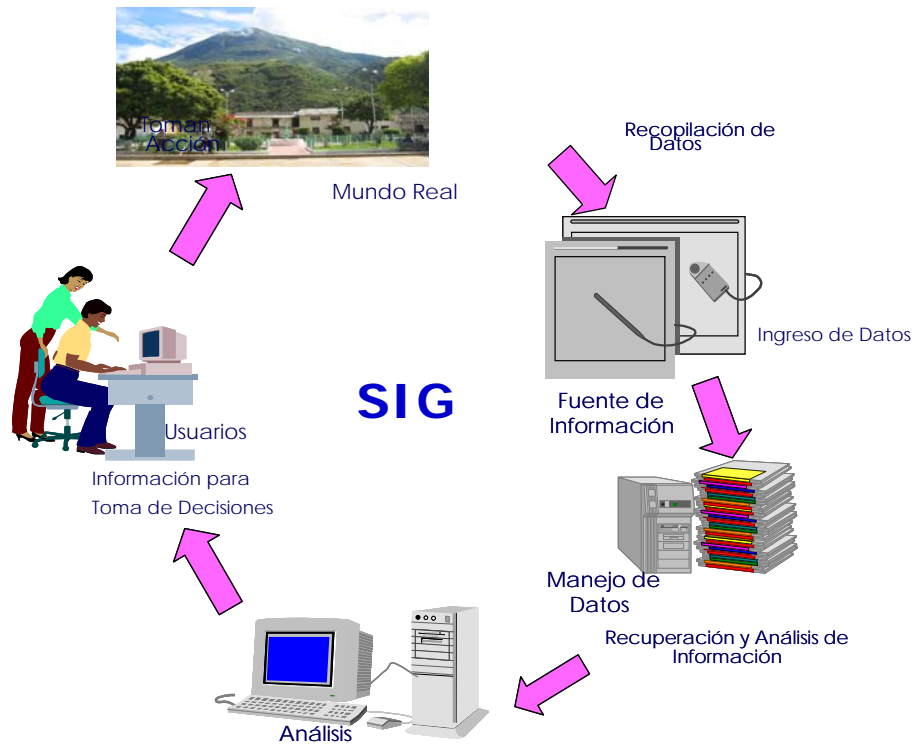 Toman
Acción
Mundo Real
Recopilación de
Datos
Ingreso de Datos
Fuente de
Información
SIG
Usuarios
Información para
Toma de Decisiones
Manejo de
Datos
Recuperación y Análisis de
Información
Análisis